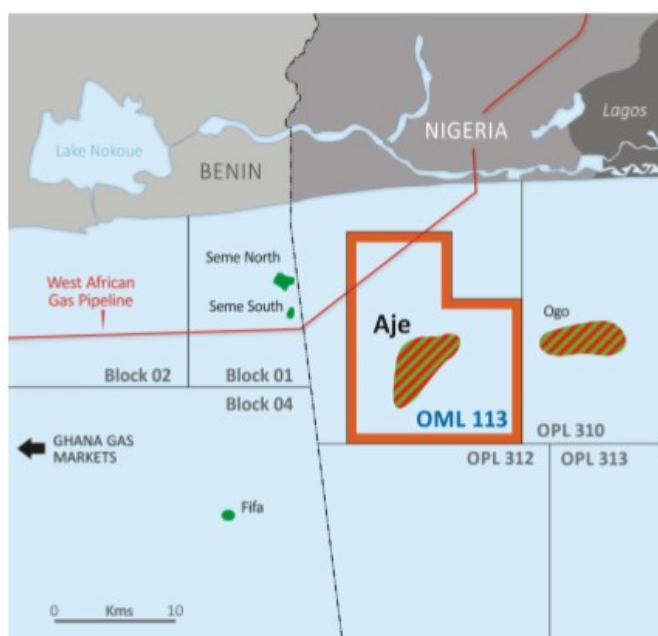 Lagos
NIGERIA
Lake Nokoue
BENIN
Seme North
West African
Gas Pipeline
Seme South
Ogo
Aje
Block 02
Block 01
OML 113
OPL 310
Block 04
GHANA GAS
MARKETS
OPL 312
OPL 313
Fifa
0 Kms 10